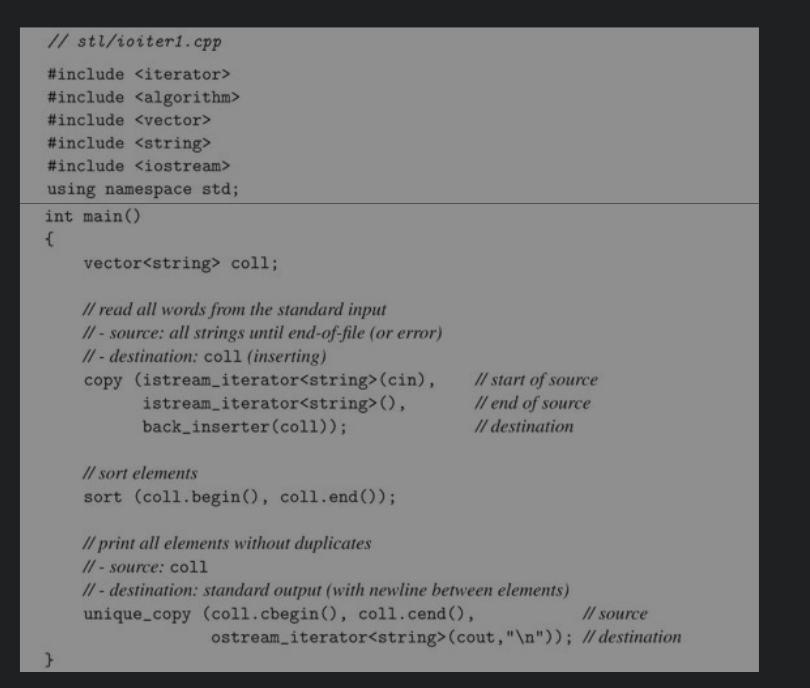 // stl/ioiter1.cpp
#include <iterator>
#include <algorithm>
#include <vector>
#include <string>
#include <iostream>
using namespace std;
int main()
{
    vector<string> coll;
    // read all words from the standard input
    // - source: all strings until end-of-file (or error)
    // - destination: coll (inserting)
    copy (istream_iterator<string>(cin),    // start of source
          istream_iterator<string>(),       // end of source
          back_inserter(coll));             // destination
    // sort elements
    sort (coll.begin(), coll.end());
    // print all elements without duplicates
    // - source: coll
    // - destination: standard output (with newline between elements)
    unique_copy (coll.cbegin(), coll.cend(),            // source
                 ostream_iterator<string>(cout,"\n")); // destination
}